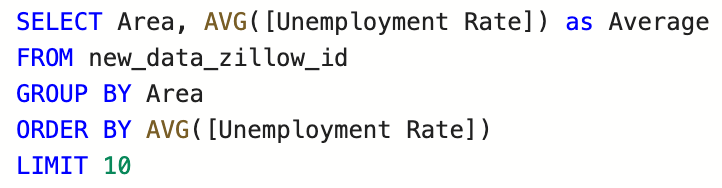 SELECT Area, AVG([Unemployment Rate]) as Average
FROM new_data_zillow_id
GROUP BY Area
ORDER BY AVG([Unemployment Rate])
LIMIT 10